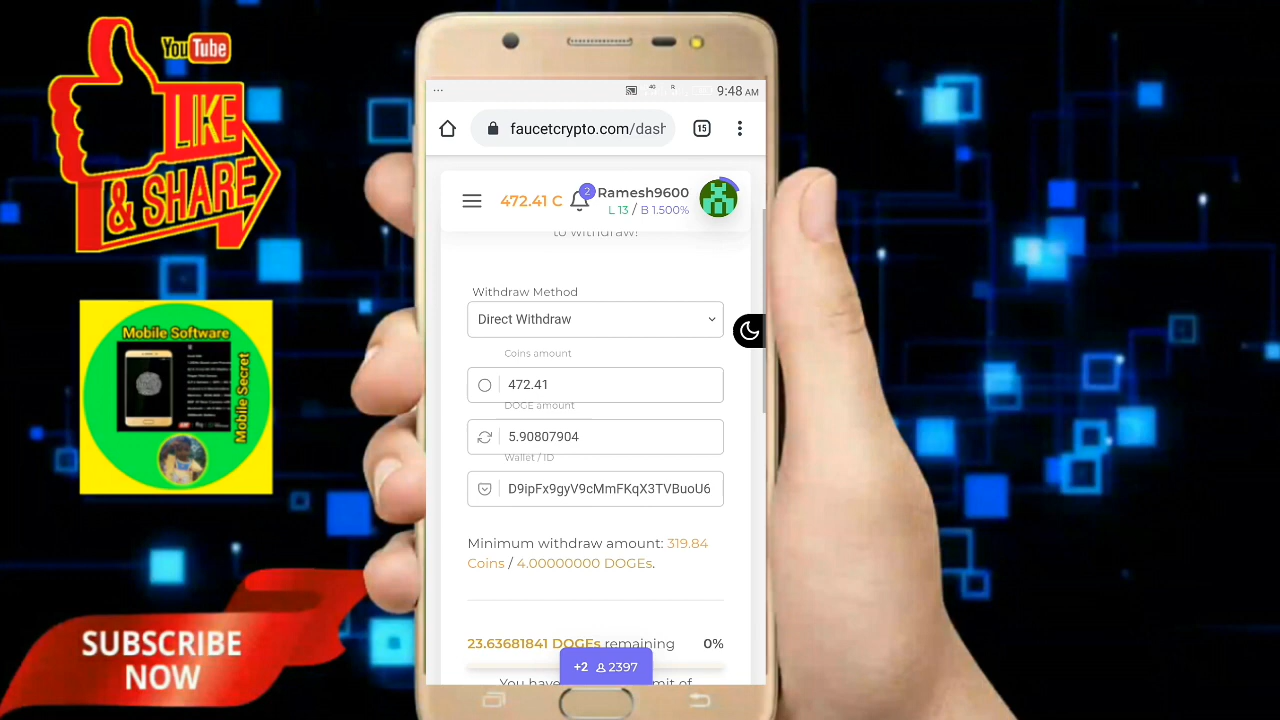 YouTube
LIKE
& SHARE
Mobile Software
Mobile Secret
SUBSCRIBE
NOW
9:48 AM
faucetcrypto.com/dash
15
472.41 C
2
Ramesh9600
L 13 / B 1.500%
to withdraw!
Withdraw Method
Direct Withdraw
Coins amount
472.41
DOGE amount
5.90807904
Wallet / ID
D9ipFx9gyV9cMmFKqX3TVBuoU6
Minimum withdraw amount: 319.84
Coins / 4.00000000 DOGEs.
23.63681841 DOGEs remaining 0%
+2 2397